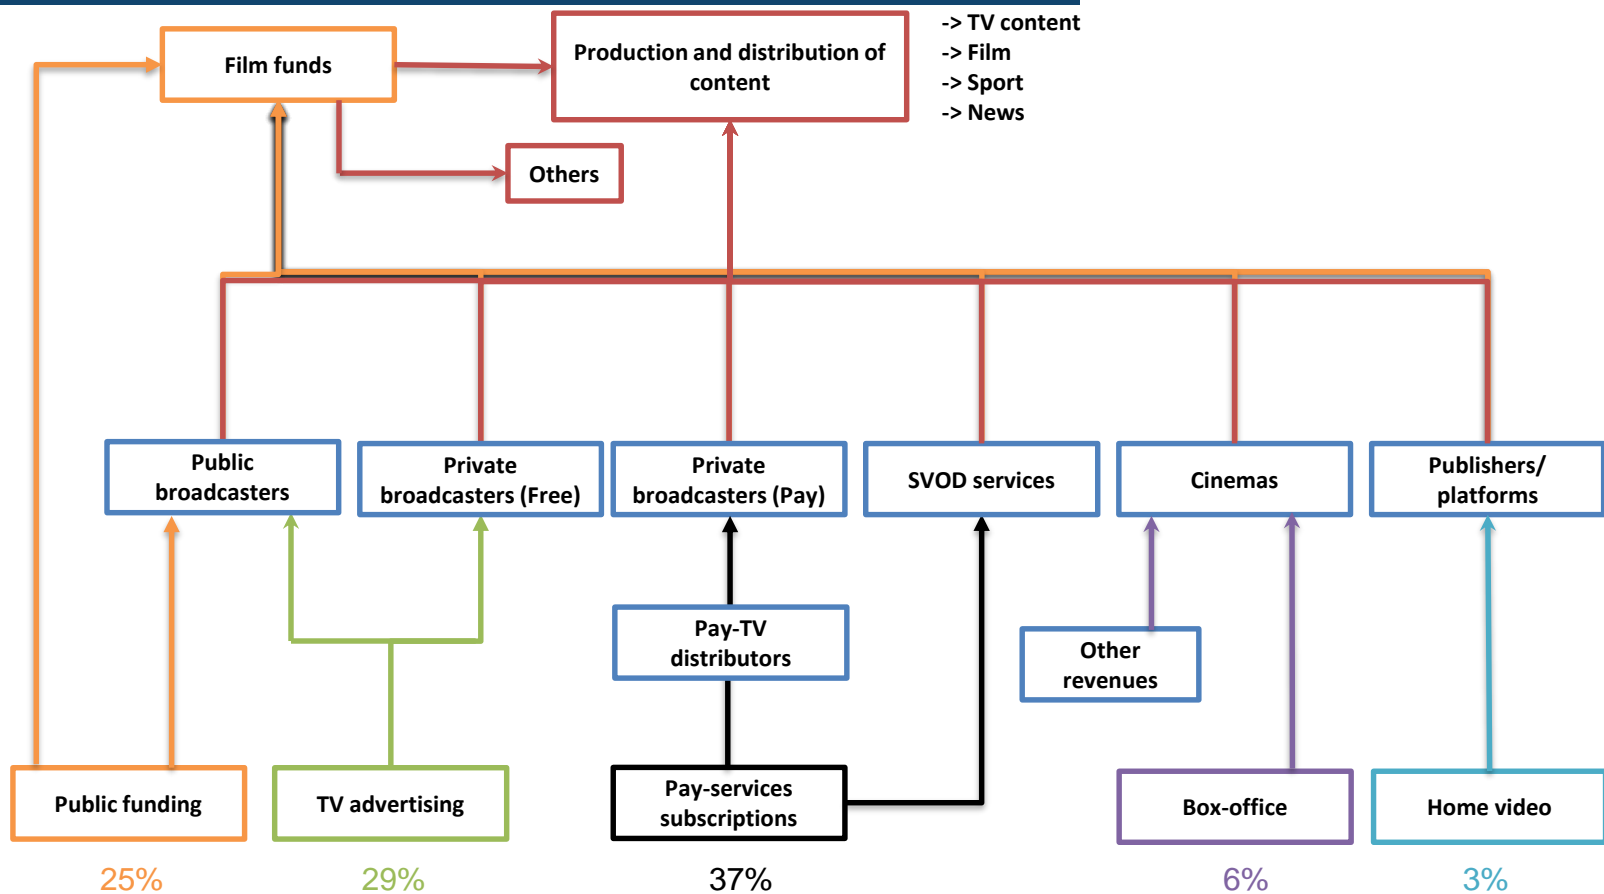 -> TV content
-> Film
-> Sport
-> News
Film funds
Production and distribution of
content
Others
Public
broadcasters
Private
broadcasters (Free)
Private
broadcasters (Pay)
SVOD services
Cinemas
Publishers/
platforms
Pay-TV
distributors
Other
revenues
Public funding
TV advertising
Pay-services
subscriptions
Box-office
Home video
25%
29%
37%
6%
3%